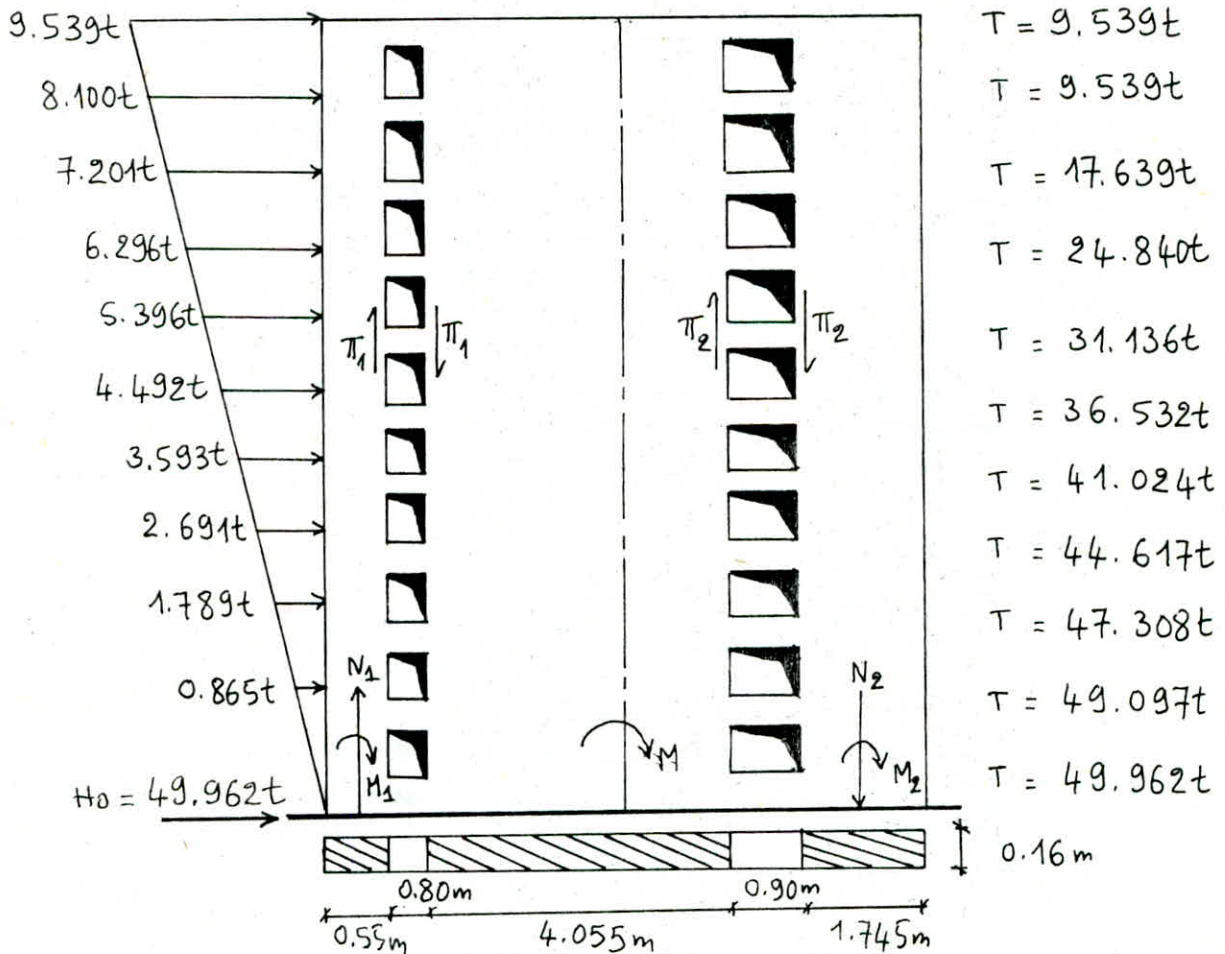 9.539t
8.100t
7.201t
6.296t
5.396t
4.492t
3.593t
2.691t
1.789t
0.865t
Ho = 49.962t
π1
π1
π2
π2
N1
M1
M
N2
M2
T = 9.539t
T = 9.539t
T = 17.639t
T = 24.840t
T = 31.136t
T = 36.532t
T = 41.024t
T = 44.617t
T = 47.308t
T = 49.097t
T = 49.962t
0.16m
0.80m
0.90m
0.55m
4.055m
1.745m